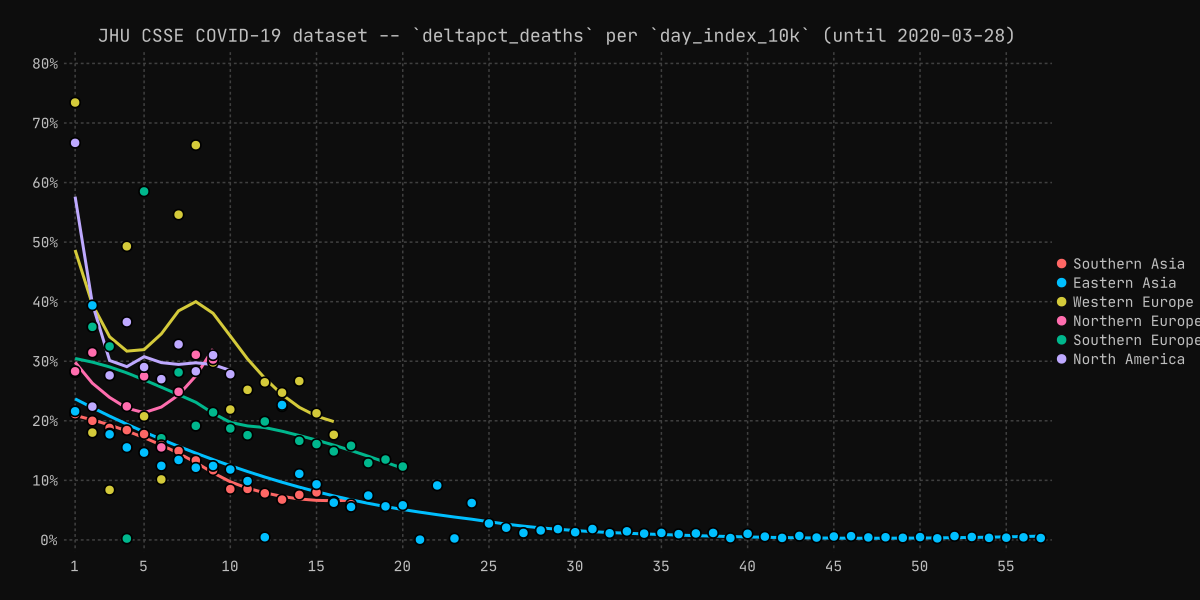 JHU CSSE COVID-19 dataset -- `deltapct_deaths` per `day_index_10k` (until 2020-03-28)
80%
70%
60%
50%
40%
30%
20%
10%
0%
1 5 10 15 20 25 30 35 40 45 50 55
Southern Asia
Eastern Asia
Western Europe
Northern Europe
Southern Europe
North America